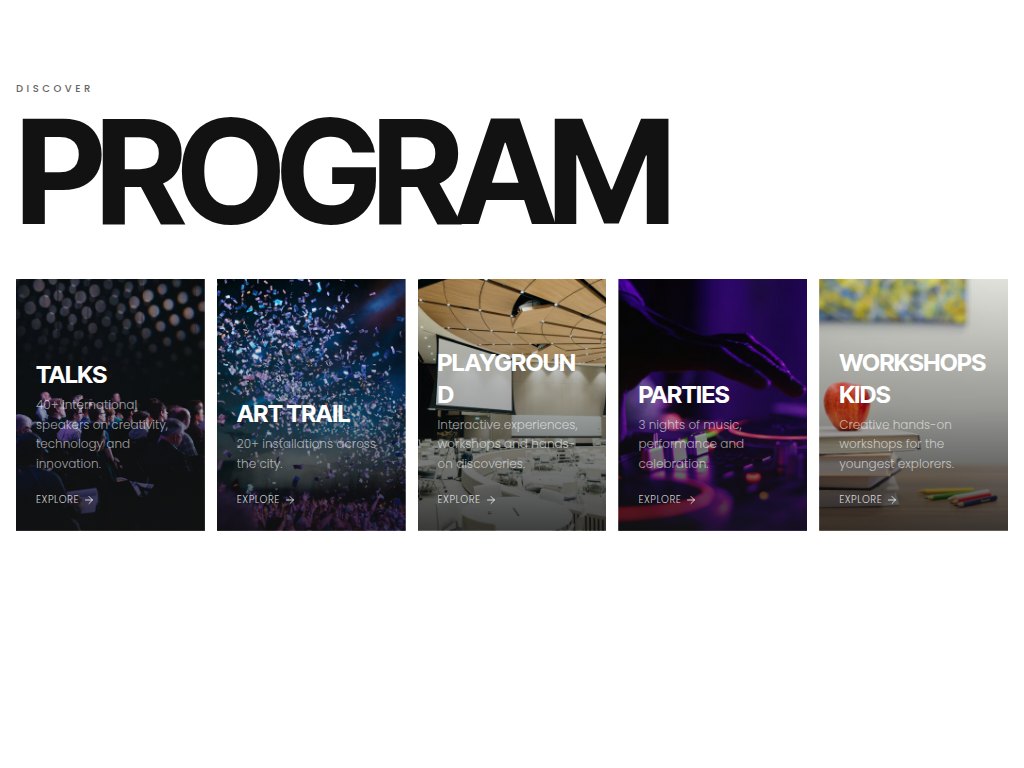 DISCOVER
PROGRAM
TALKS
40+ international
speakers on creativity,
technology and
innovation.
EXPLORE →
ART TRAIL
20+ installations across
the city.
EXPLORE →
PLAYGROUN
D
Interactive experiences,
workshops and hands-
on discoveries.
EXPLORE →
PARTIES
3 nights of music,
performance and
celebration.
EXPLORE →
WORKSHOPS
KIDS
Creative hands-on
workshops for the
youngest explorers.
EXPLORE →